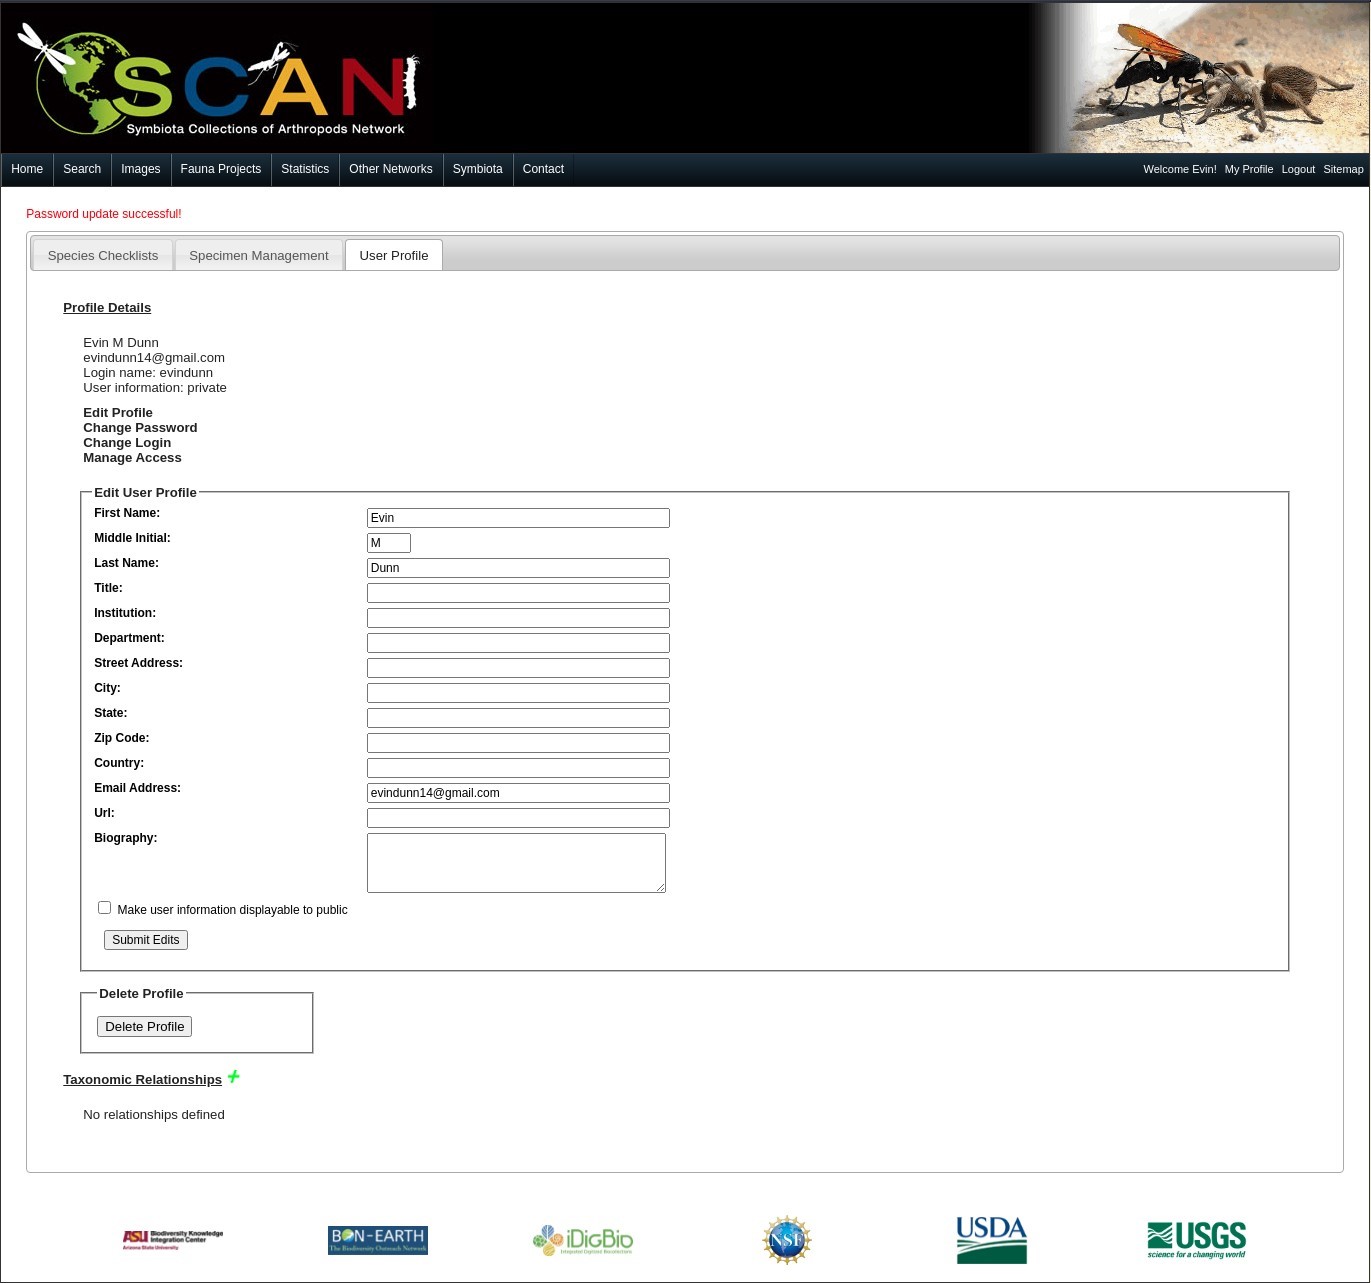 SCAN
Symbiota Collections of Arthropods Network
Home Search Images Fauna Projects Statistics Other Networks Symbiota Contact Welcome Evin! My Profile Logout Sitemap
Password update successful!
Species Checklists Specimen Management User Profile
Profile Details
Evin M Dunn
evindunn14@gmail.com
Login name: evindunn
User information: private
Edit Profile
Change Password
Change Login
Manage Access
Edit User Profile
First Name: Evin
Middle Initial: M
Last Name: Dunn
Title:
Institution:
Department:
Street Address:
City:
State:
Zip Code:
Country:
Email Address: evindunn14@gmail.com
Url:
Biography:
Make user information displayable to public
Submit Edits
Delete Profile
Delete Profile
Taxonomic Relationships
No relationships defined
ASU Biodiversity Knowledge Integration Center
Arizona State University
BON-EARTH
The Biodiversity Outreach Network
iDigBio
Integrated Digitized Biocollections
NSF
USDA
USGS
science for a changing world